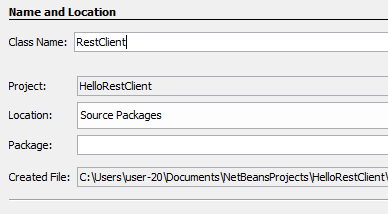 Name and Location
Class Name: RestClient
Project: HelloRestClient
Location: Source Packages
Package:
Created File: C:\Users\user-20\Documents\NetBeansProjects\HelloRestClient\